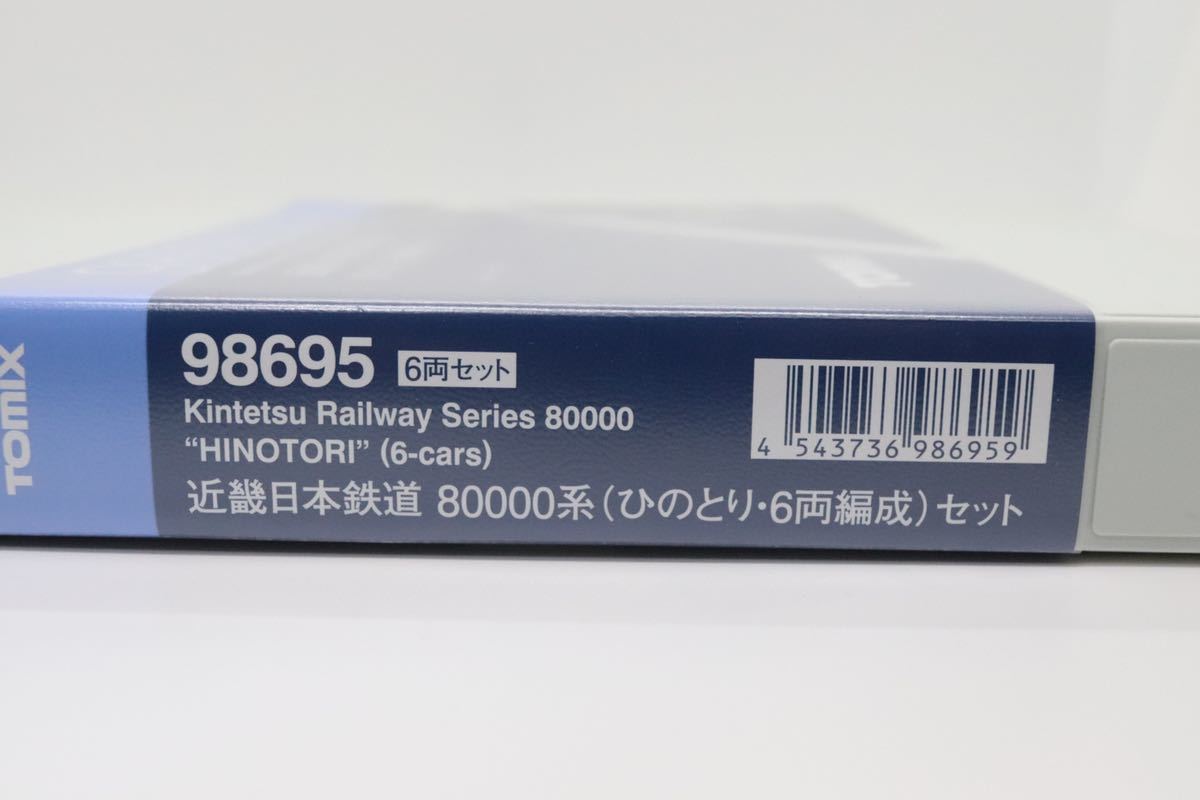 TOMIX
98695 6両セット
Kintetsu Railway Series 80000
“HINOTORI” (6-cars)
近畿日本鉄道 80000系(ひのとり・6両編成)セット
4 543736 986959